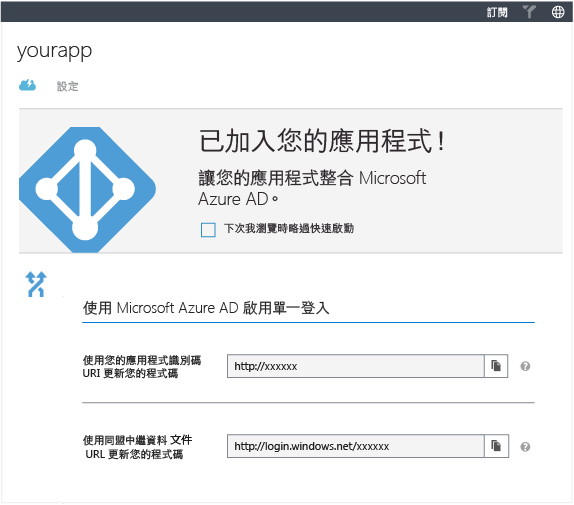 訂閱
yourapp
設定
已加入您的應用程式！
讓您的應用程式整合 Microsoft
Azure AD。
下次我瀏覽時略過快速啟動
使用 Microsoft Azure AD 啟用單一登入
使用您的應用程式識別碼
URI 更新您的程式碼
http://xxxxxx
使用同盟中繼資料 文件
URL 更新您的程式碼
http://login.windows.net/xxxxxx